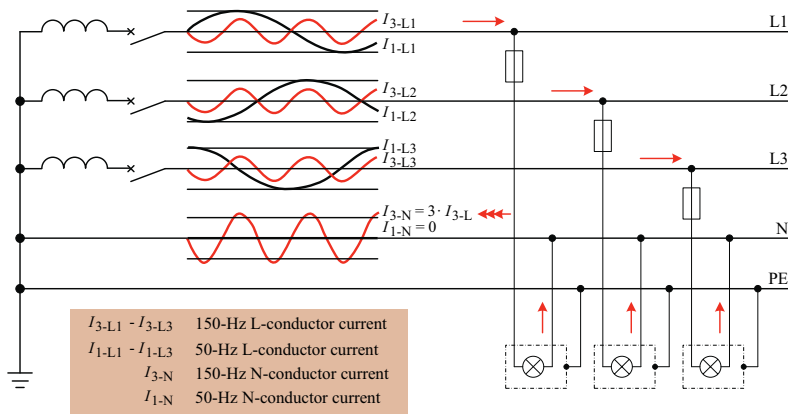 I3-L1
L1
I1-L1
I3-L2
L2
I1-L2
I1-L3
I3-L3
L3
I3-N = 3 · I3-L
I1-N = 0
N
PE
I3-L1 - I3-L3 150-Hz L-conductor current
I1-L1 - I1-L3 50-Hz L-conductor current
I3-N 150-Hz N-conductor current
I1-N 50-Hz N-conductor current